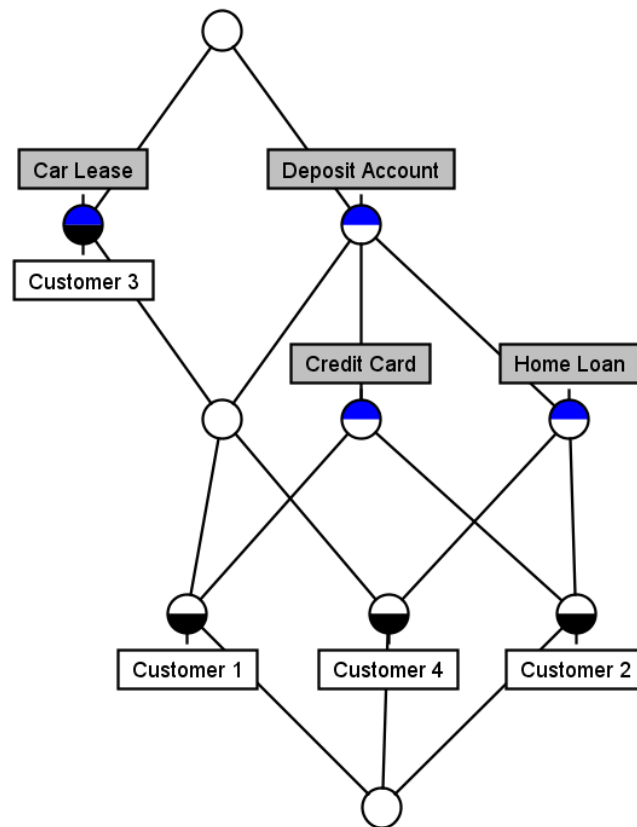 Car Lease
Deposit Account
Customer 3
Credit Card
Home Loan
Customer 1
Customer 4
Customer 2